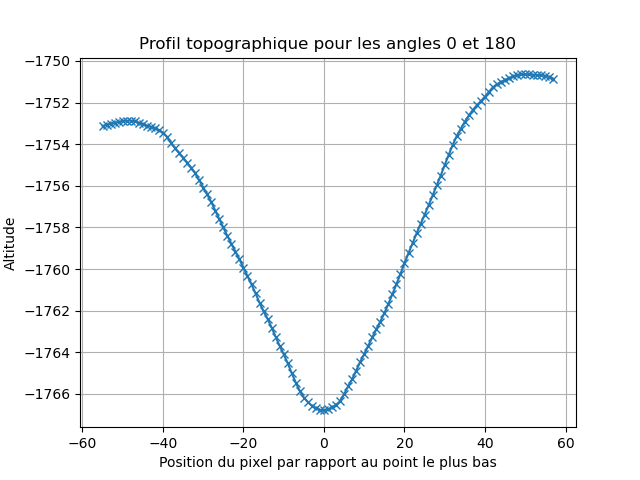 Profil topographique pour les angles 0 et 180
Altitude
−1750
−1752
−1754
−1756
−1758
−1760
−1762
−1764
−1766
−60 −40 −20 0 20 40 60
Position du pixel par rapport au point le plus bas